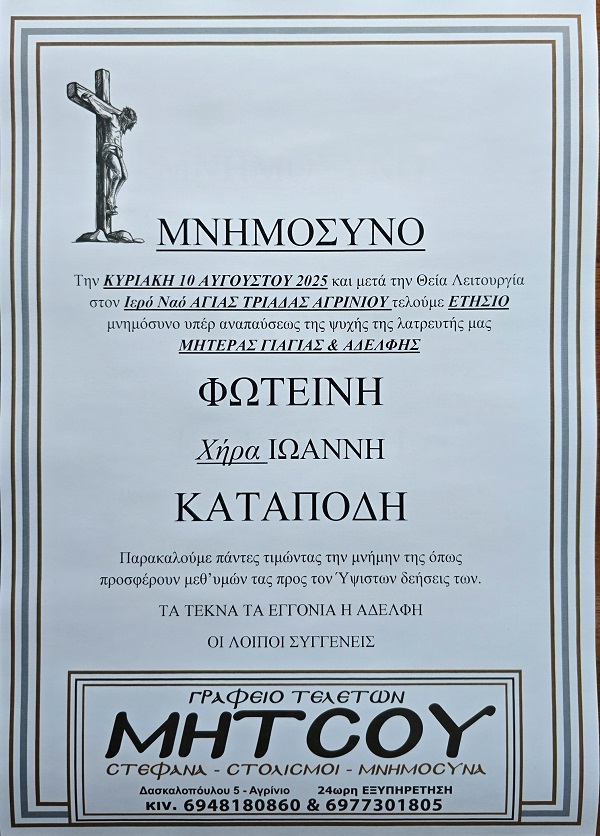 ΜΝΗΜΟΣΥΝΟ
Την ΚΥΡΙΑΚΗ 10 ΑΥΓΟΥΣΤΟΥ 2025 και μετά την Θεία Λειτουργία
στον Ιερό Ναό ΑΓΙΑΣ ΤΡΙΑΔΑΣ ΑΓΡΙΝΙΟΥ τελούμε ΕΤΗΣΙΟ
μνημόσυνο υπέρ αναπαύσεως της ψυχής της λατρευτής μας
ΜΗΤΕΡΑΣ ΓΙΑΓΙΑΣ & ΑΔΕΛΦΗΣ
ΦΩΤΕΙΝΗ
Χήρα ΙΩΑΝΝΗ
ΚΑΤΑΠΟΔΗ
Παρακαλούμε πάντες τιμώντας την μνήμην της όπως
προσφέρουν μεθ’υμών τας προς τον Ύψιστων δεήσεις των.
ΤΑ ΤΕΚΝΑ ΤΑ ΕΓΓΟΝΙΑ Η ΑΔΕΛΦΗ
ΟΙ ΛΟΙΠΟΙ ΣΥΓΓΕΝΕΙΣ
ΓΡΑΦΕΙΟ ΤΕΛΕΤΩΝ
ΜΗΤΣΟΥ
ΣΤΕΦΑΝΑ - ΣΤΟΛΙΣΜΟΙ - ΜΝΗΜΟΣΥΝΑ
Δασκαλοπούλου 5 - Αγρίνιο 24ωρη ΕΞΥΠΗΡΕΤΗΣΗ
ΚΙV. 6948180860 & 6977301805